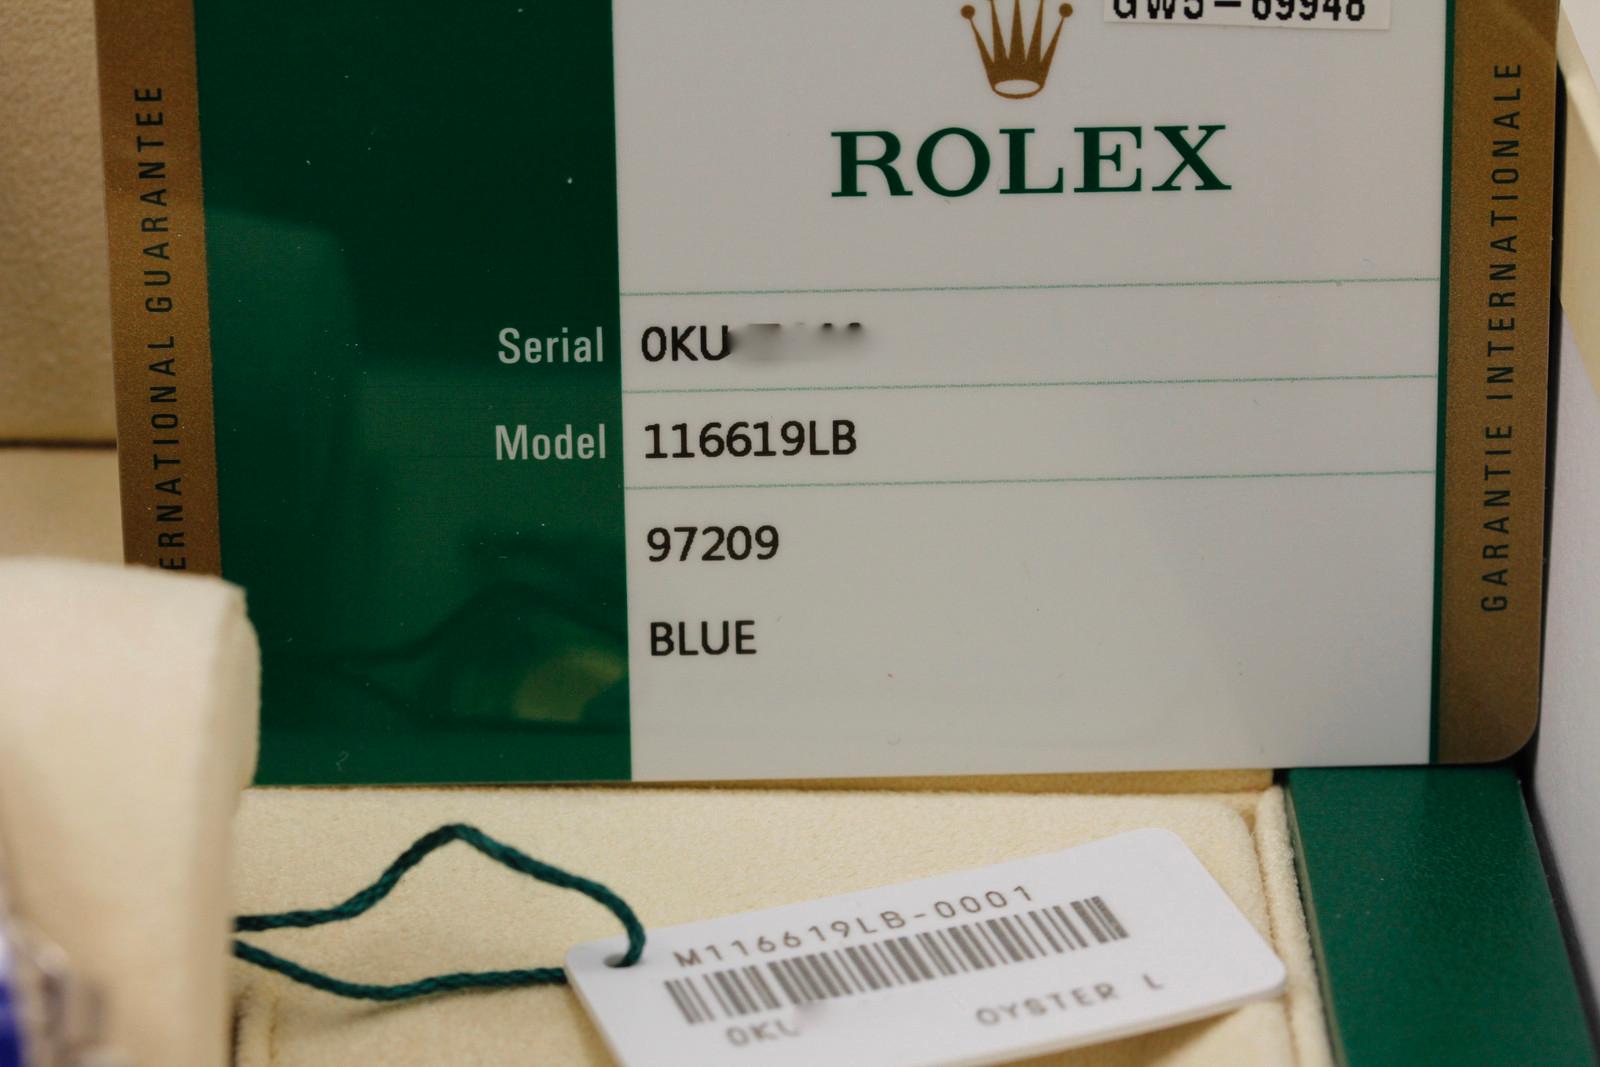 GW5-69948
ROLEX
INTERNATIONAL GUARANTEE
GARANTIE INTERNATIONALE
Serial 0KU
Model 116619LB
97209
BLUE
M116619LB-0001
0KU
OYSTER L